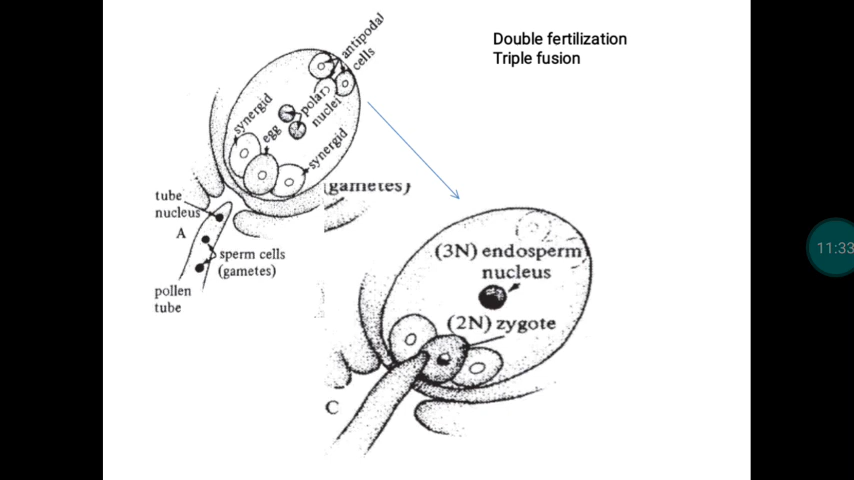 Double fertilization
Triple fusion
antipodal
cells
polar
nuclei
synergid
egg
synergid
(gametes)
tube
nucleus
A
sperm cells
(gametes)
pollen
tube
(3N) endosperm
nucleus
(2N) zygote
C
11:33